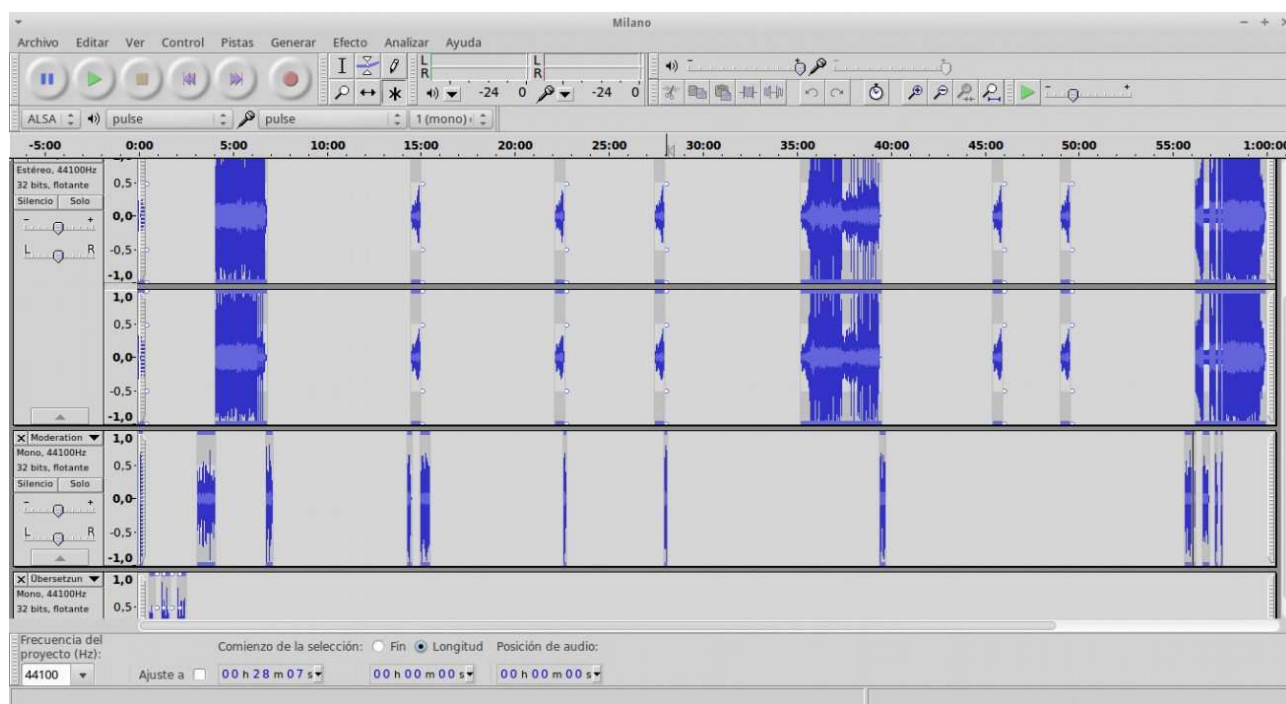 Milano
Archivo Editar Ver Control Pistas Generar Efecto Analizar Ayuda
L L
R R
-24 0 -24 0
ALSA pulse pulse 1 (mono)
-5:00 0:00 5:00 10:00 15:00 20:00 25:00 30:00 35:00 40:00 45:00 50:00 55:00 1:00:00
Estéreo, 44100Hz
32 bits, flotante
Silencio Solo
- +
L R
0,5
0,0
-0,5
-1,0
1,0
0,5
0,0
-0,5
-1,0
Moderation
Mono, 44100Hz
32 bits, flotante
Silencio Solo
- +
L R
1,0
0,5
0,0
-0,5
-1,0
Übersetzun
Mono, 44100Hz
32 bits, flotante
1,0
0,5
Frecuencia del
proyecto (Hz):
Comienzo de la selección: Fin Longitud Posición de audio:
44100 Ajuste a 00 h 28 m 07 s 00 h 00 m 00 s 00 h 00 m 00 s